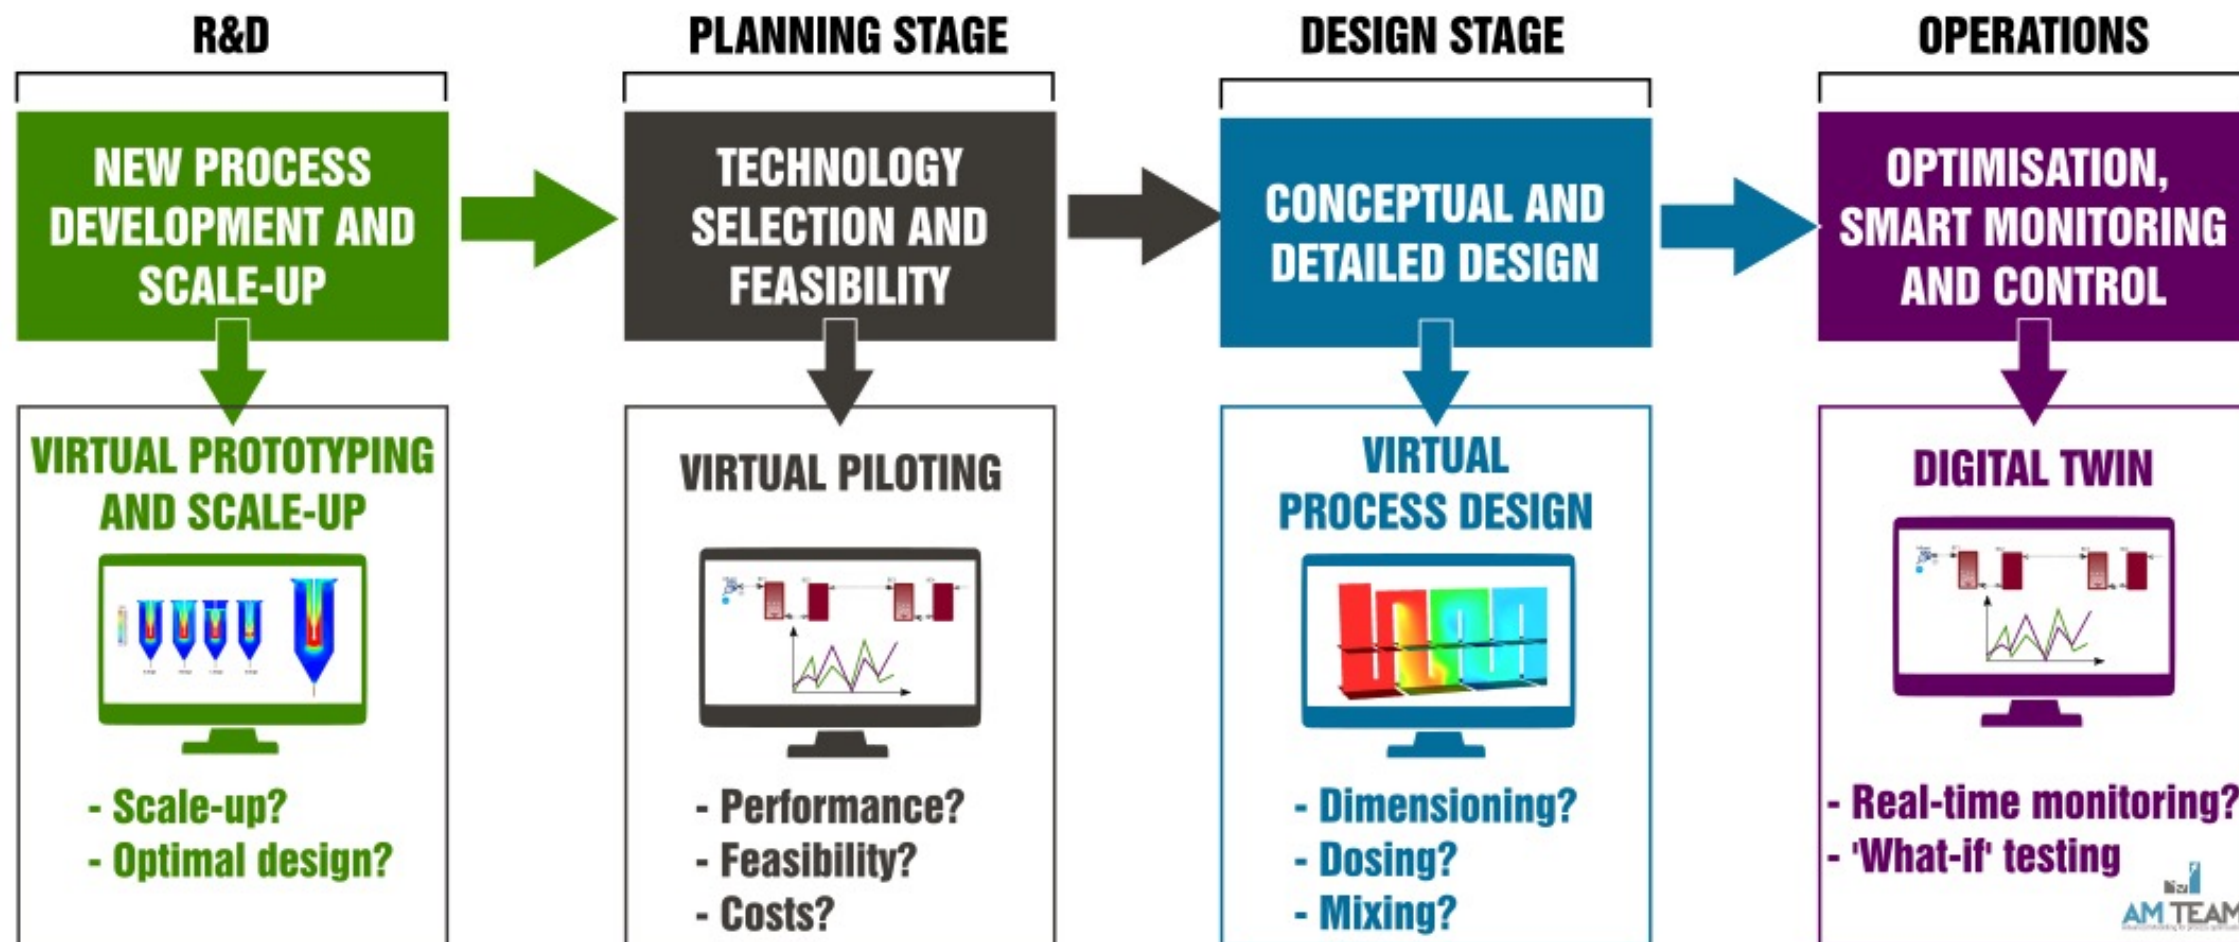 R&D
NEW PROCESS
DEVELOPMENT AND
SCALE-UP
VIRTUAL PROTOTYPING
AND SCALE-UP
- Scale-up?
- Optimal design?
PLANNING STAGE
TECHNOLOGY
SELECTION AND
FEASIBILITY
VIRTUAL PILOTING
- Performance?
- Feasibility?
- Costs?
DESIGN STAGE
CONCEPTUAL AND
DETAILED DESIGN
VIRTUAL
PROCESS DESIGN
- Dimensioning?
- Dosing?
- Mixing?
OPERATIONS
OPTIMISATION,
SMART MONITORING
AND CONTROL
DIGITAL TWIN
- Real-time monitoring?
- 'What-if' testing
AM TEAM